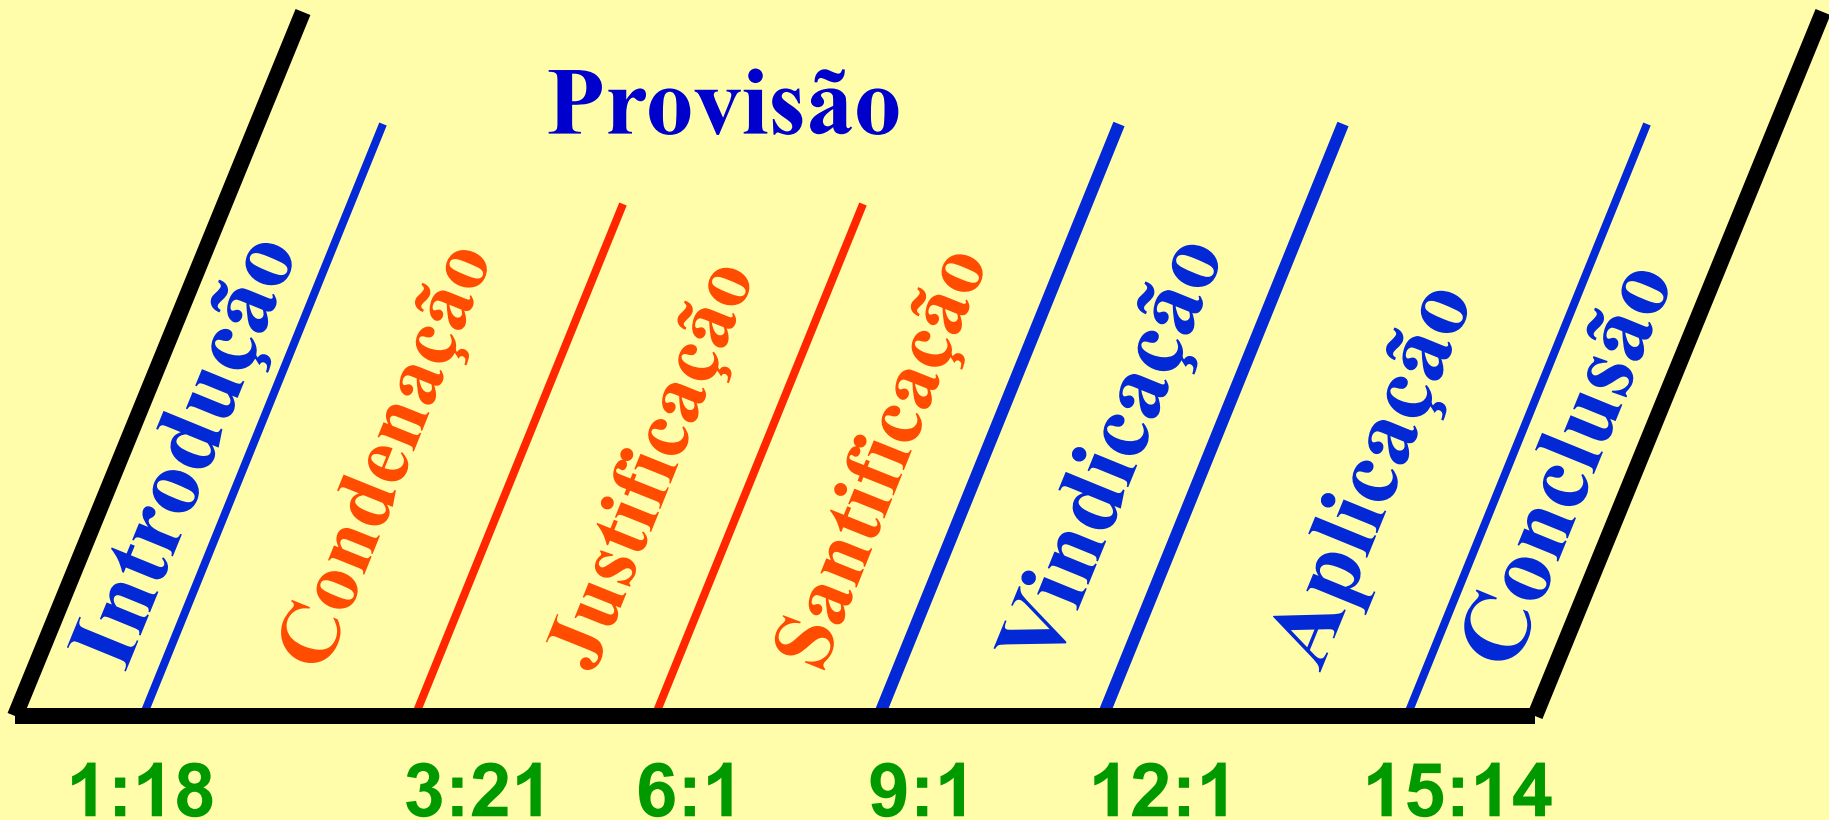 Provisão
Introdução
Condenação
Justificação
Santificação
Vindicação
Aplicação
Conclusão
1:18 3:21 6:1 9:1 12:1 15:14